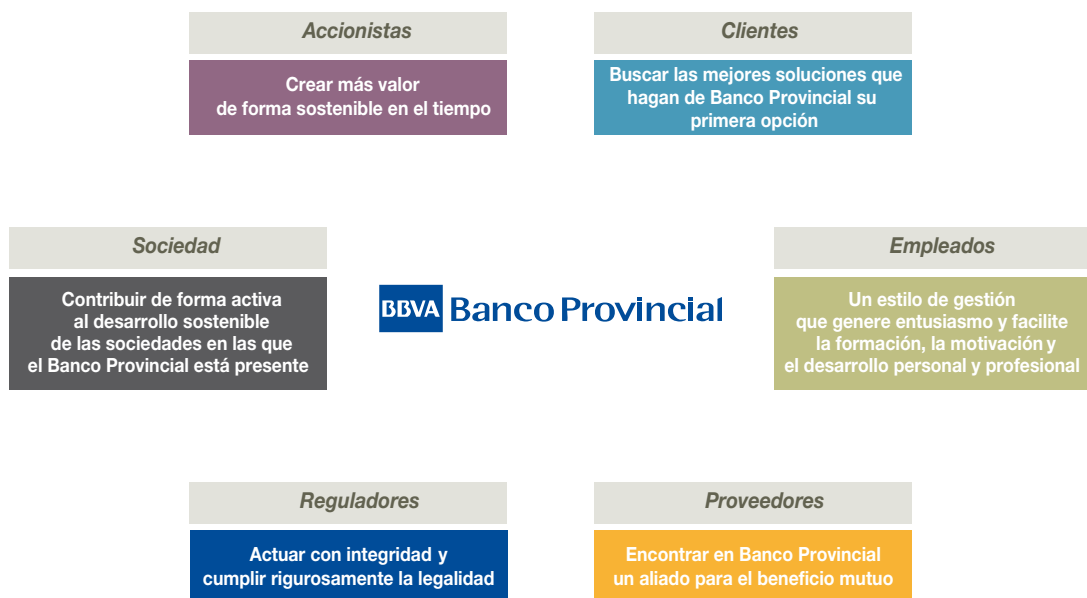 Accionistas
Crear más valor
de forma sostenible en el tiempo
Clientes
Buscar las mejores soluciones que
hagan de Banco Provincial su
primera opción
Sociedad
Contribuir de forma activa
al desarrollo sostenible
de las sociedades en las que
el Banco Provincial está presente
BBVA Banco Provincial
Empleados
Un estilo de gestión
que genere entusiasmo y facilite
la formación, la motivación y
el desarrollo personal y profesional
Reguladores
Actuar con integridad y
cumplir rigurosamente la legalidad
Proveedores
Encontrar en Banco Provincial
un aliado para el beneficio mutuo